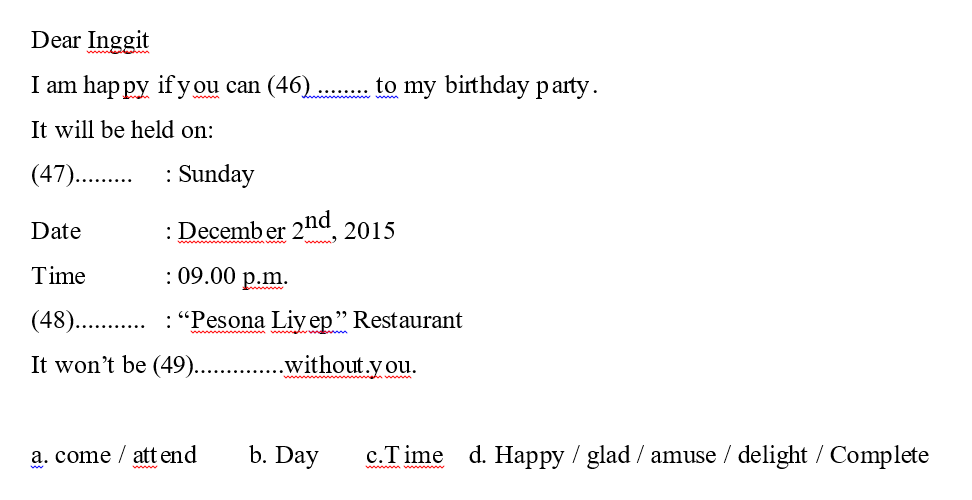 Dear Inggit
I am happy if you can (46) ........ to my birthday party.
It will be held on:
(47)......... : Sunday
Date : December 2nd, 2015
Time : 09.00 p.m.
(48)........... : “Pesona Liyep” Restaurant
It won’t be (49)..............without.you.
a. come / attend b. Day c.Time d. Happy / glad / amuse / delight / Complete